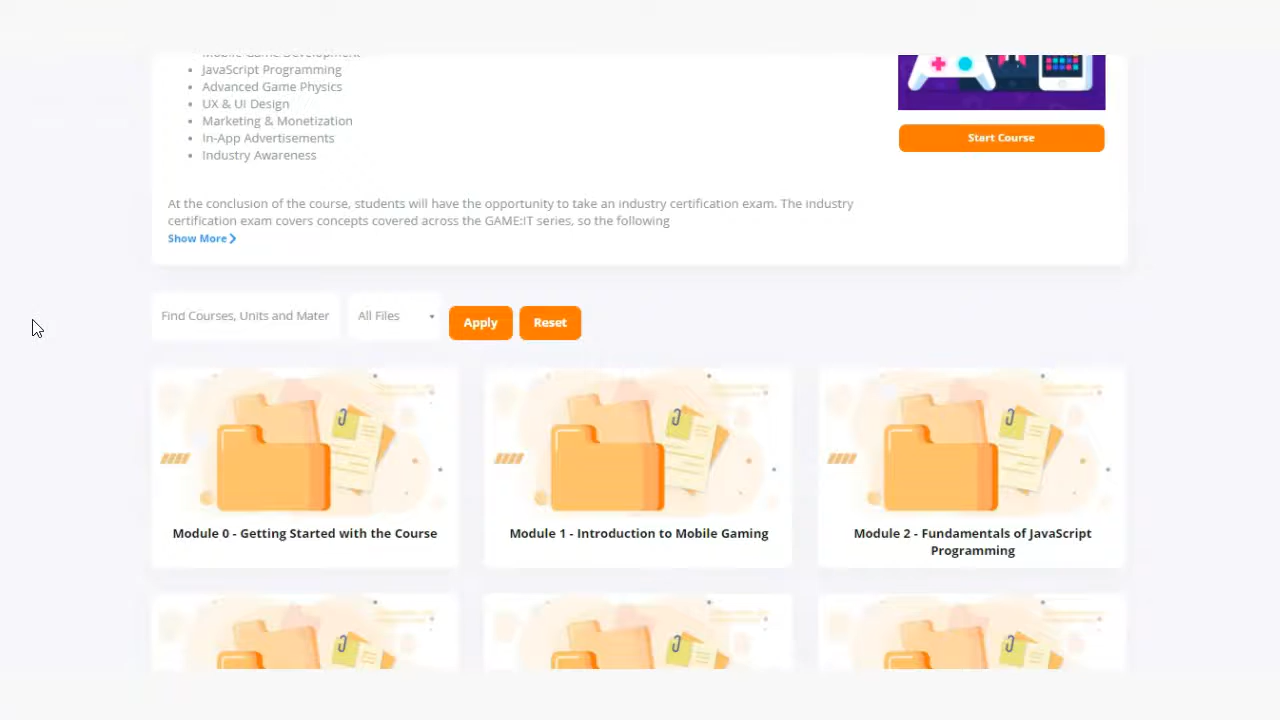 Mobile Game Development
JavaScript Programming
Advanced Game Physics
UX & UI Design
Marketing & Monetization
In-App Advertisements
Industry Awareness
Start Course
At the conclusion of the course, students will have the opportunity to take an industry certification exam. The industry
certification exam covers concepts covered across the GAME:IT series, so the following
Show More
Find Courses, Units and Mater
All Files
Apply
Reset
Module 0 - Getting Started with the Course
Module 1 - Introduction to Mobile Gaming
Module 2 - Fundamentals of JavaScript
Programming